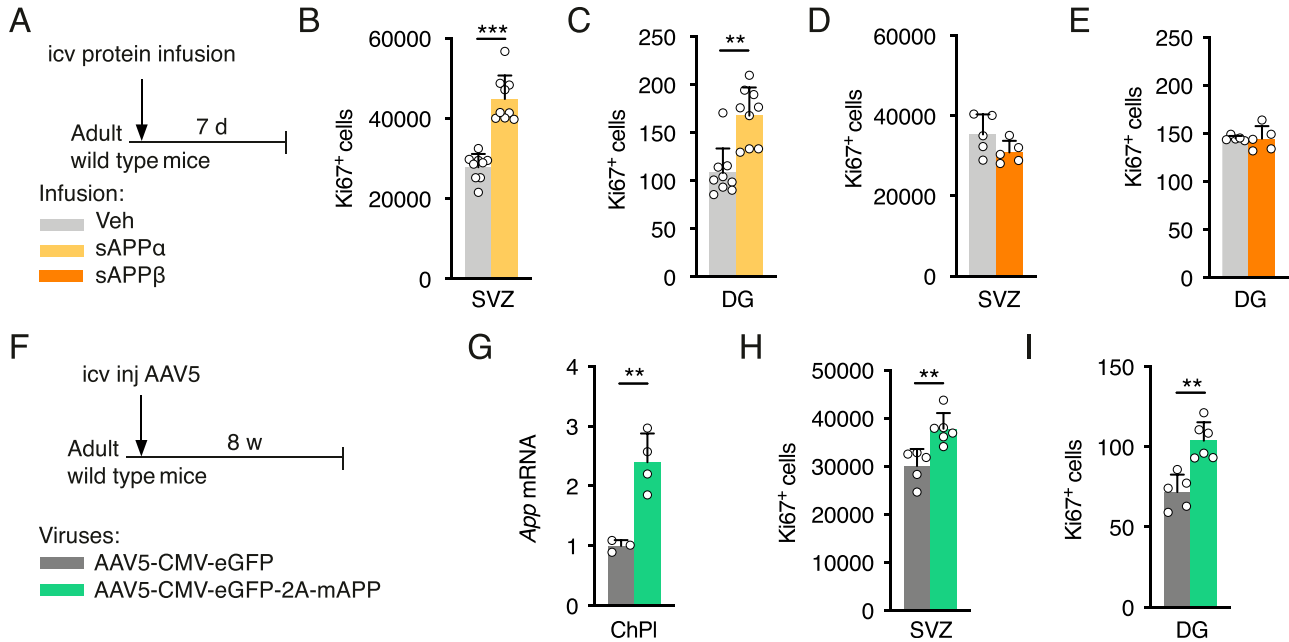 A
icv protein infusion
Adult
7 d
wild type mice
Infusion:
Veh
sAPPα
sAPPβ
B
***
60000
40000
20000
0
Ki67⁺ cells
SVZ
C
**
250
200
150
100
50
0
Ki67⁺ cells
DG
D
60000
40000
20000
0
Ki67⁺ cells
SVZ
E
250
200
150
100
50
0
Ki67⁺ cells
DG
F
icv inj AAV5
Adult
8 w
wild type mice
Viruses:
AAV5-CMV-eGFP
AAV5-CMV-eGFP-2A-mAPP
G
**
4
3
2
1
0
App mRNA
ChPl
H
**
50000
40000
30000
20000
10000
0
Ki67⁺ cells
SVZ
I
**
150
100
50
0
Ki67⁺ cells
DG